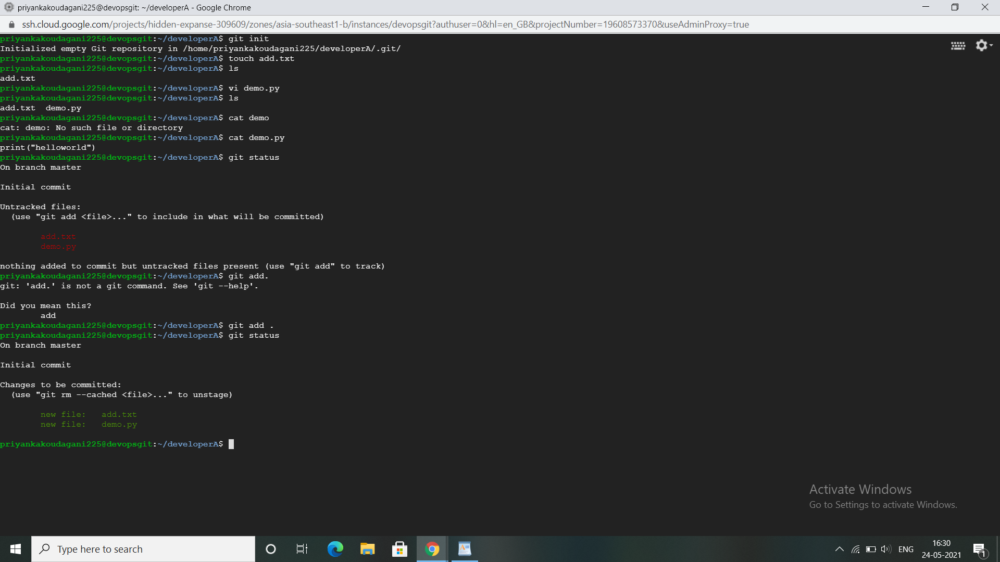 priyankakoudagani225@devopsgit: ~/developerA - Google Chrome
ssh.cloud.google.com/projects/hidden-expanse-309609/zones/asia-southeast1-b/instances/devopsgit?authuser=0&hl=en_GB&projectNumber=19608573370&useAdminProxy=true
priyankakoudagani225@devopsgit:~/developerA$ git init
Initialized empty Git repository in /home/priyankakoudagani225/developerA/.git/
priyankakoudagani225@devopsgit:~/developerA$ touch add.txt
priyankakoudagani225@devopsgit:~/developerA$ ls
add.txt
priyankakoudagani225@devopsgit:~/developerA$ vi demo.py
priyankakoudagani225@devopsgit:~/developerA$ ls
add.txt  demo.py
priyankakoudagani225@devopsgit:~/developerA$ cat demo
cat: demo: No such file or directory
priyankakoudagani225@devopsgit:~/developerA$ cat demo.py
print("helloworld")
priyankakoudagani225@devopsgit:~/developerA$ git status
On branch master
Initial commit
Untracked files:
  (use "git add <file>..." to include in what will be committed)
        add.txt
        demo.py
nothing added to commit but untracked files present (use "git add" to track)
priyankakoudagani225@devopsgit:~/developerA$ git add.
git: 'add.' is not a git command. See 'git --help'.
Did you mean this?
        add
priyankakoudagani225@devopsgit:~/developerA$ git add .
priyankakoudagani225@devopsgit:~/developerA$ git status
On branch master
Initial commit
Changes to be committed:
  (use "git rm --cached <file>..." to unstage)
        new file:   add.txt
        new file:   demo.py
priyankakoudagani225@devopsgit:~/developerA$
Activate Windows
Go to Settings to activate Windows.
Type here to search
ENG
16:30
24-05-2021
1